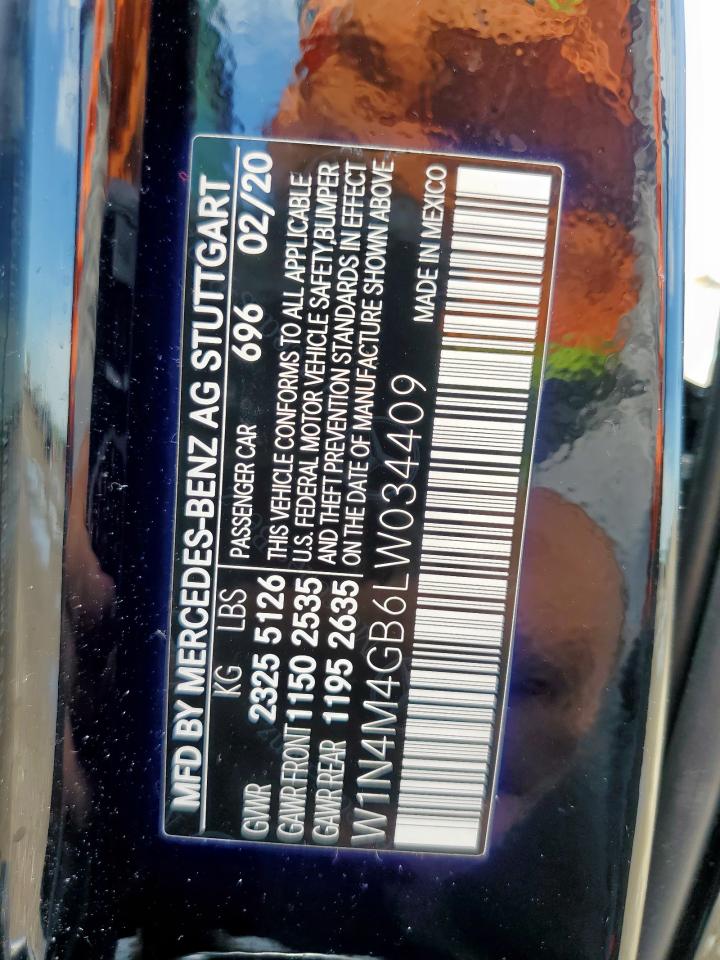 MFD BY MERCEDES-BENZ AG STUTTGART
KG LBS PASSENGER CAR 696 02/20
GWR 2325 5126 THIS VEHICLE CONFORMS TO ALL APPLICABLE
GAWR FRONT 1150 2535 U.S. FEDERAL MOTOR VEHICLE SAFETY, BUMPER
GAWR REAR 1195 2635 AND THEFT PREVENTION STANDARDS IN EFFECT
ON THE DATE OF MANUFACTURE SHOWN ABOVE
W1N4M4GB6LW034409 MADE IN MEXICO